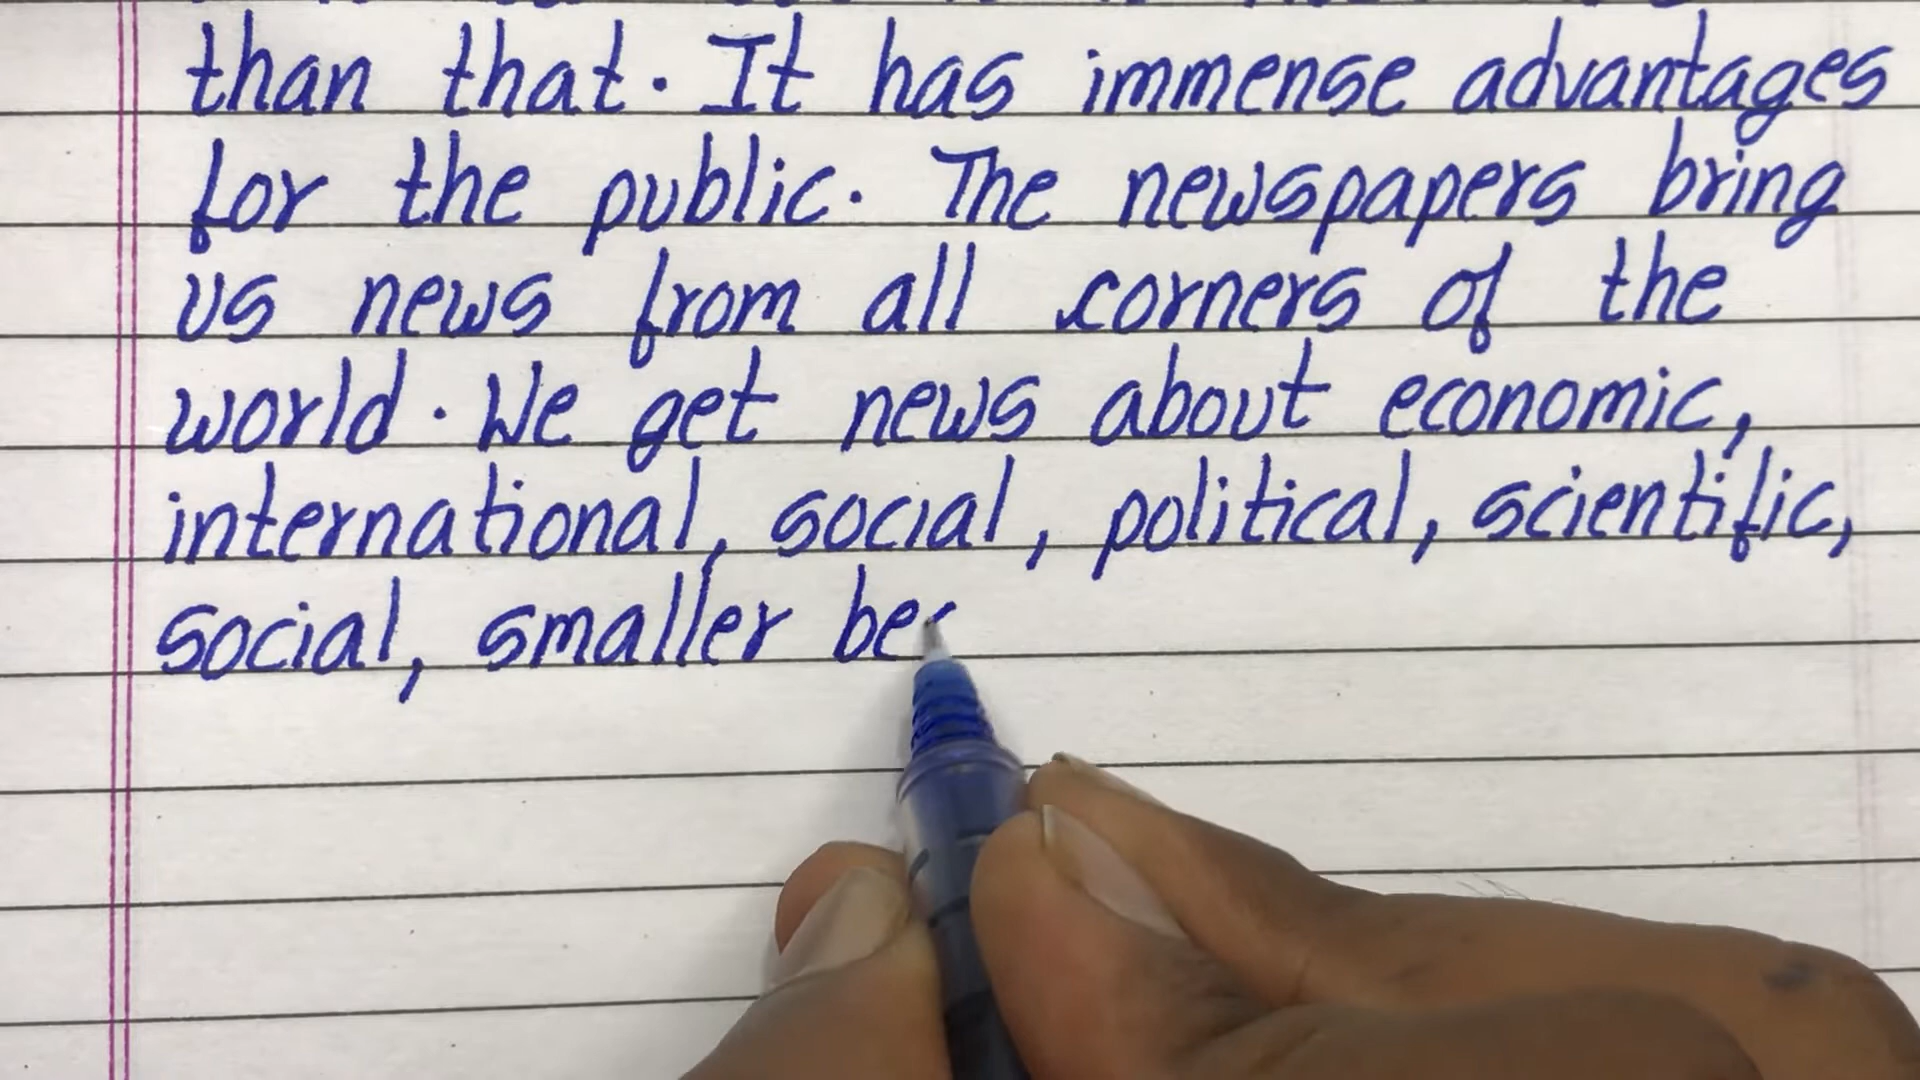 than that. It has immense advantages
for the public. The newspapers bring
us news from all corners of the
world. We get news about economic,
international, social, political, scientific,
social, smaller